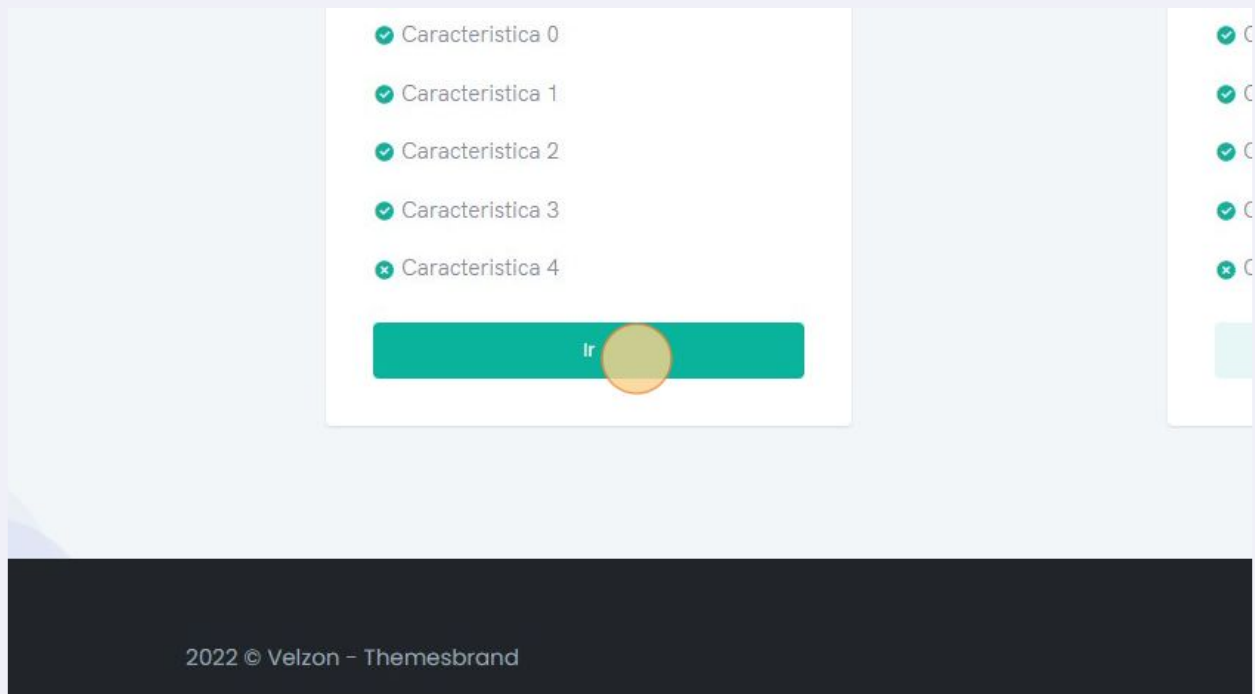 Caracteristica 0
Caracteristica 1
Caracteristica 2
Caracteristica 3
Caracteristica 4
Ir
2022 © Velzon - Themesbrand